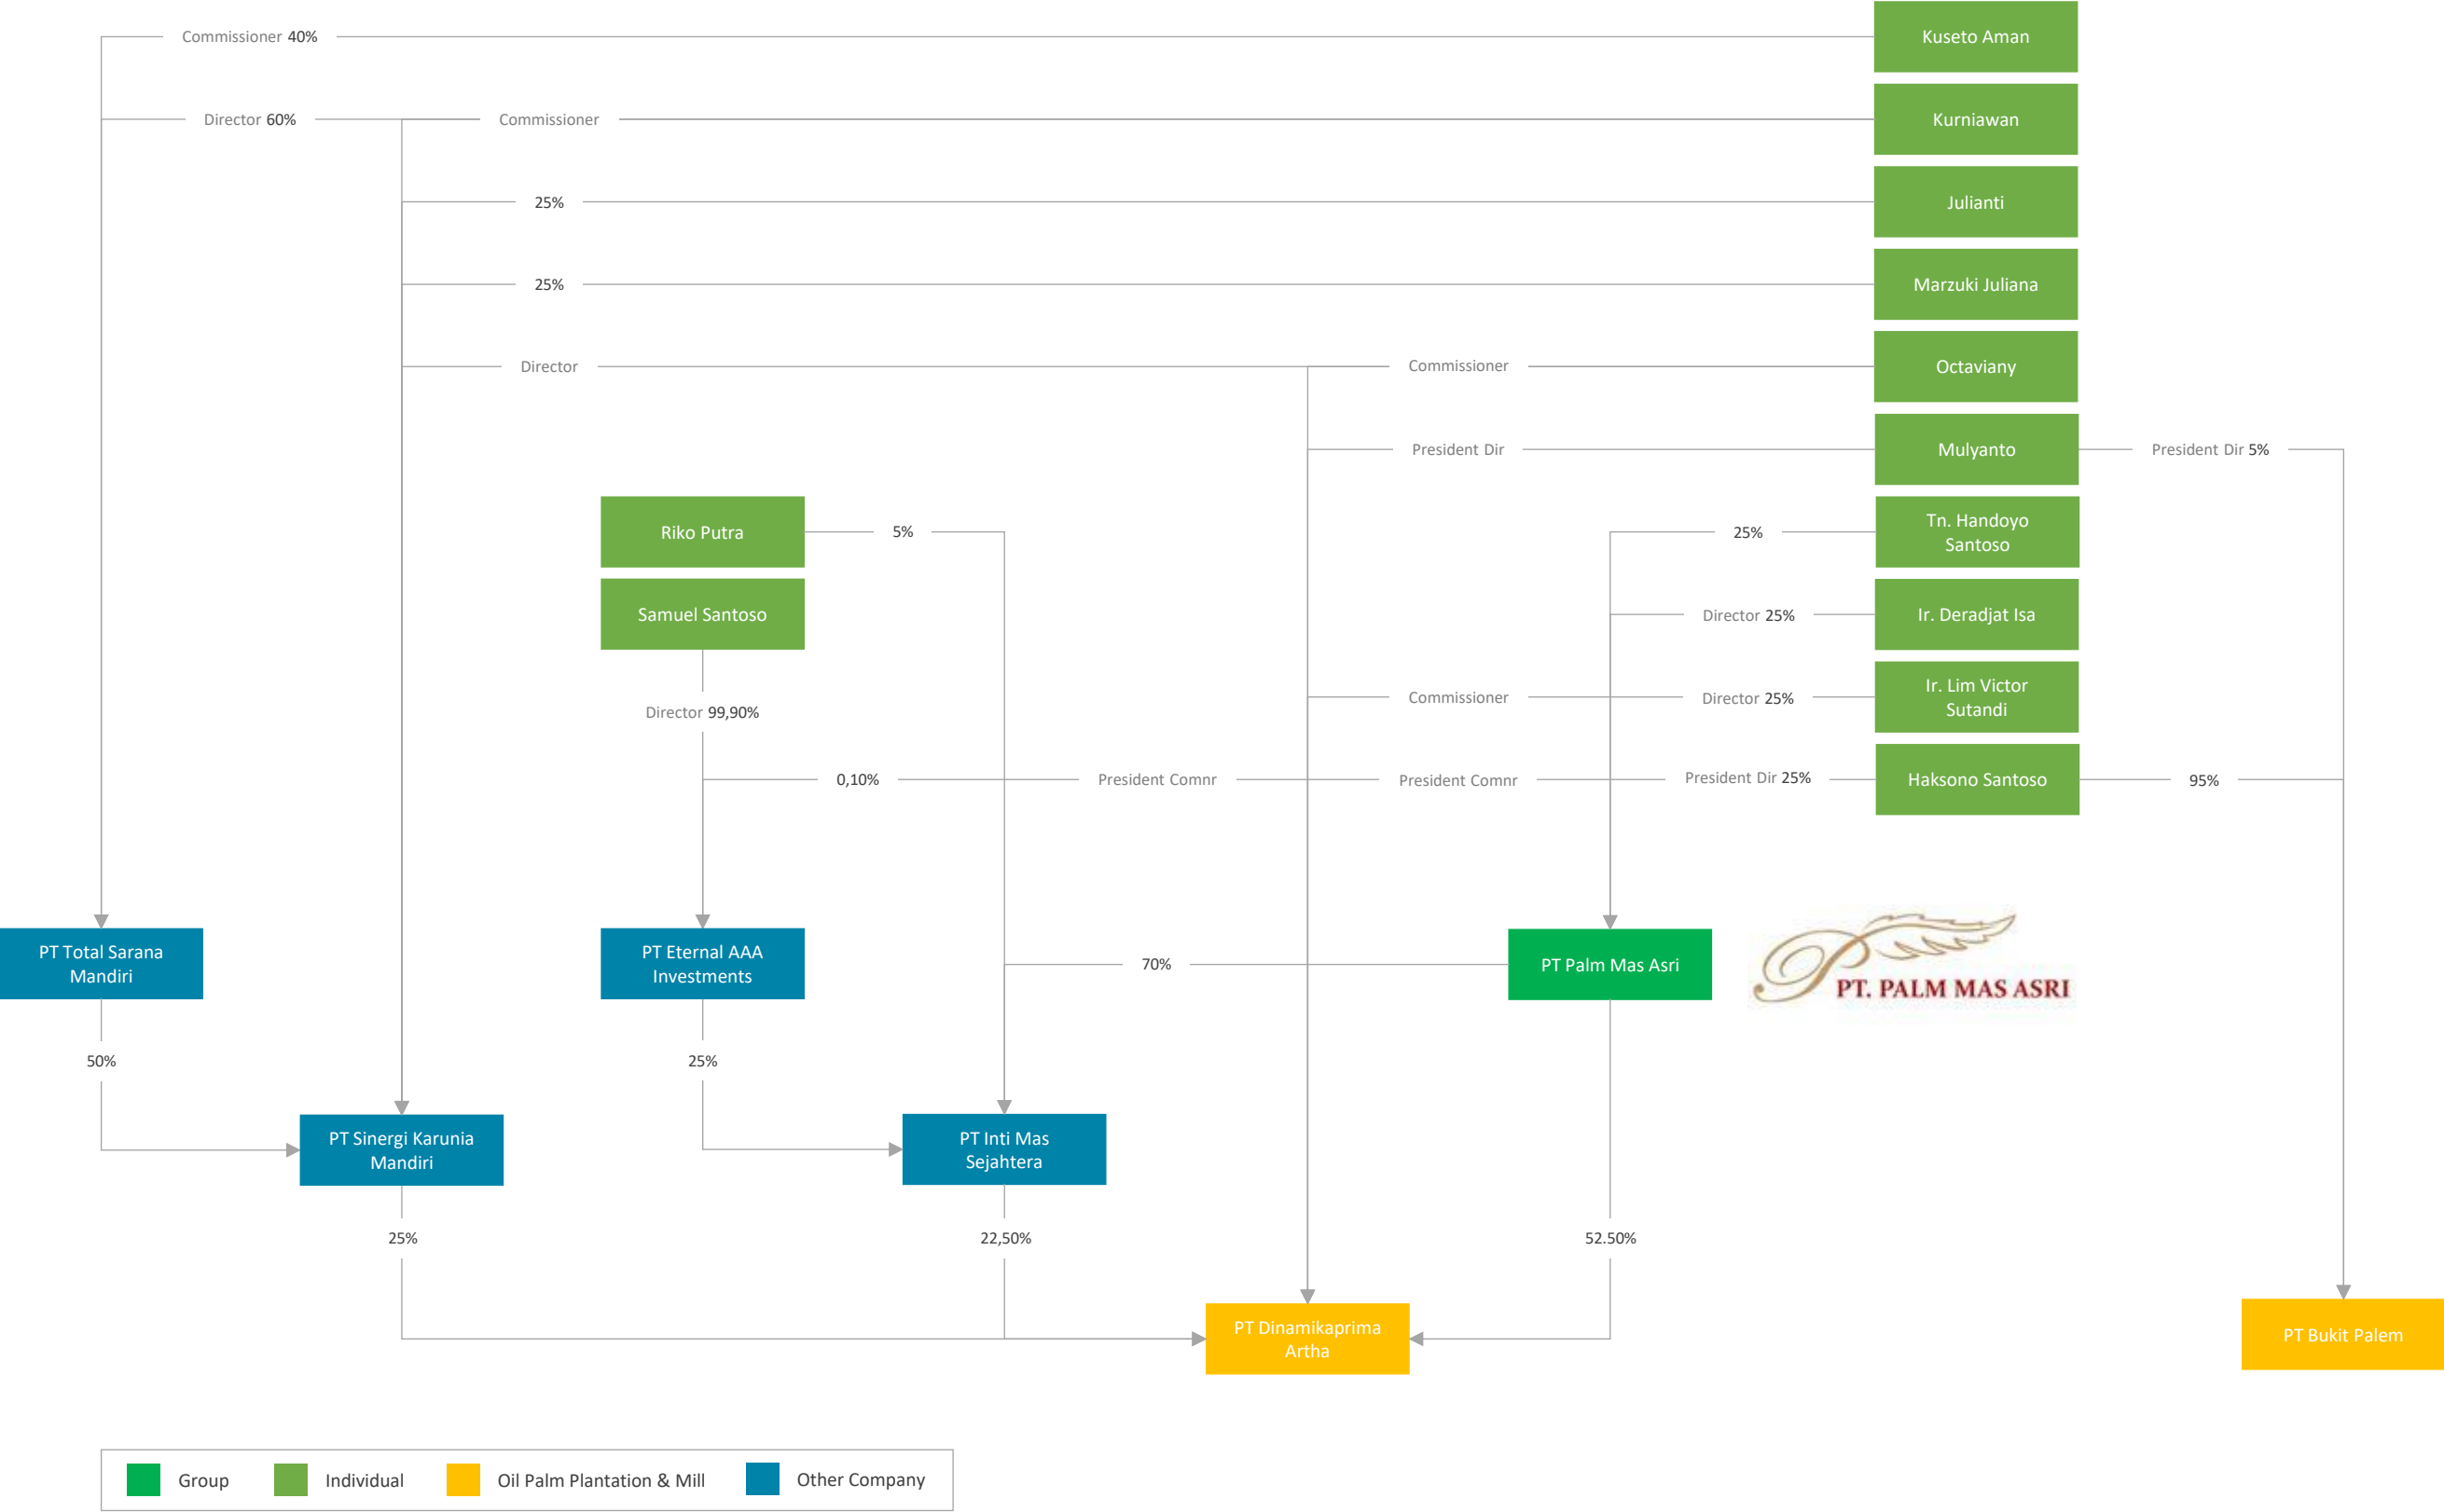 Commissioner 40%
Kuseto Aman
Director 60%
Commissioner
Kurniawan
25%
Julianti
25%
Marzuki Juliana
Director
Commissioner
Octaviany
President Dir
Mulyanto
President Dir 5%
Riko Putra
5%
25%
Tn. Handoyo
Santoso
Samuel Santoso
Director 25%
Ir. Deradjat Isa
Director 99,90%
Commissioner
Director 25%
Ir. Lim Victor
Sutandi
0,10%
President Comnr
President Comnr
President Dir 25%
Haksono Santoso
95%
PT Total Sarana
Mandiri
PT Eternal AAA
Investments
70%
PT Palm Mas Asri
PT. PALM MAS ASRI
50%
25%
PT Sinergi Karunia
Mandiri
PT Inti Mas
Sejahtera
25%
22,50%
52.50%
PT Dinamikaprima
Artha
PT Bukit Palem
Group
Individual
Oil Palm Plantation & Mill
Other Company